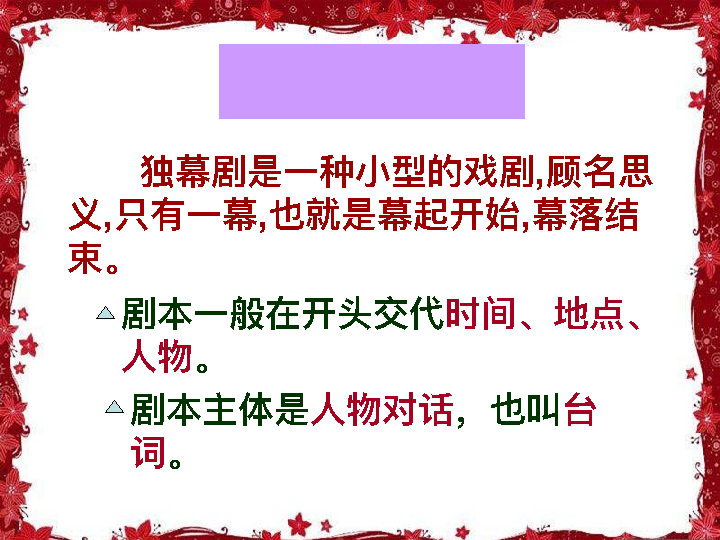 独幕剧是一种小型的戏剧,顾名思
义,只有一幕,也就是幕起开始,幕落结
束。
剧本一般在开头交代时间、地点、
人物。
剧本主体是人物对话，也叫台
词。